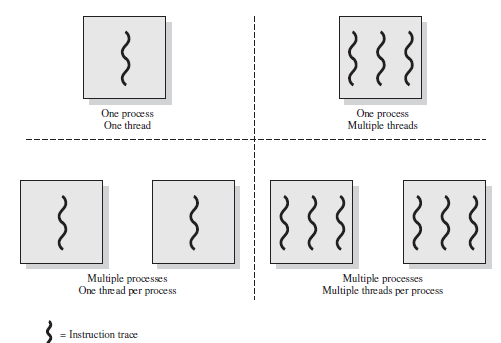 One process
One thread
One process
Multiple threads
Multiple processes
One thread per process
Multiple processes
Multiple threads per process
= Instruction trace